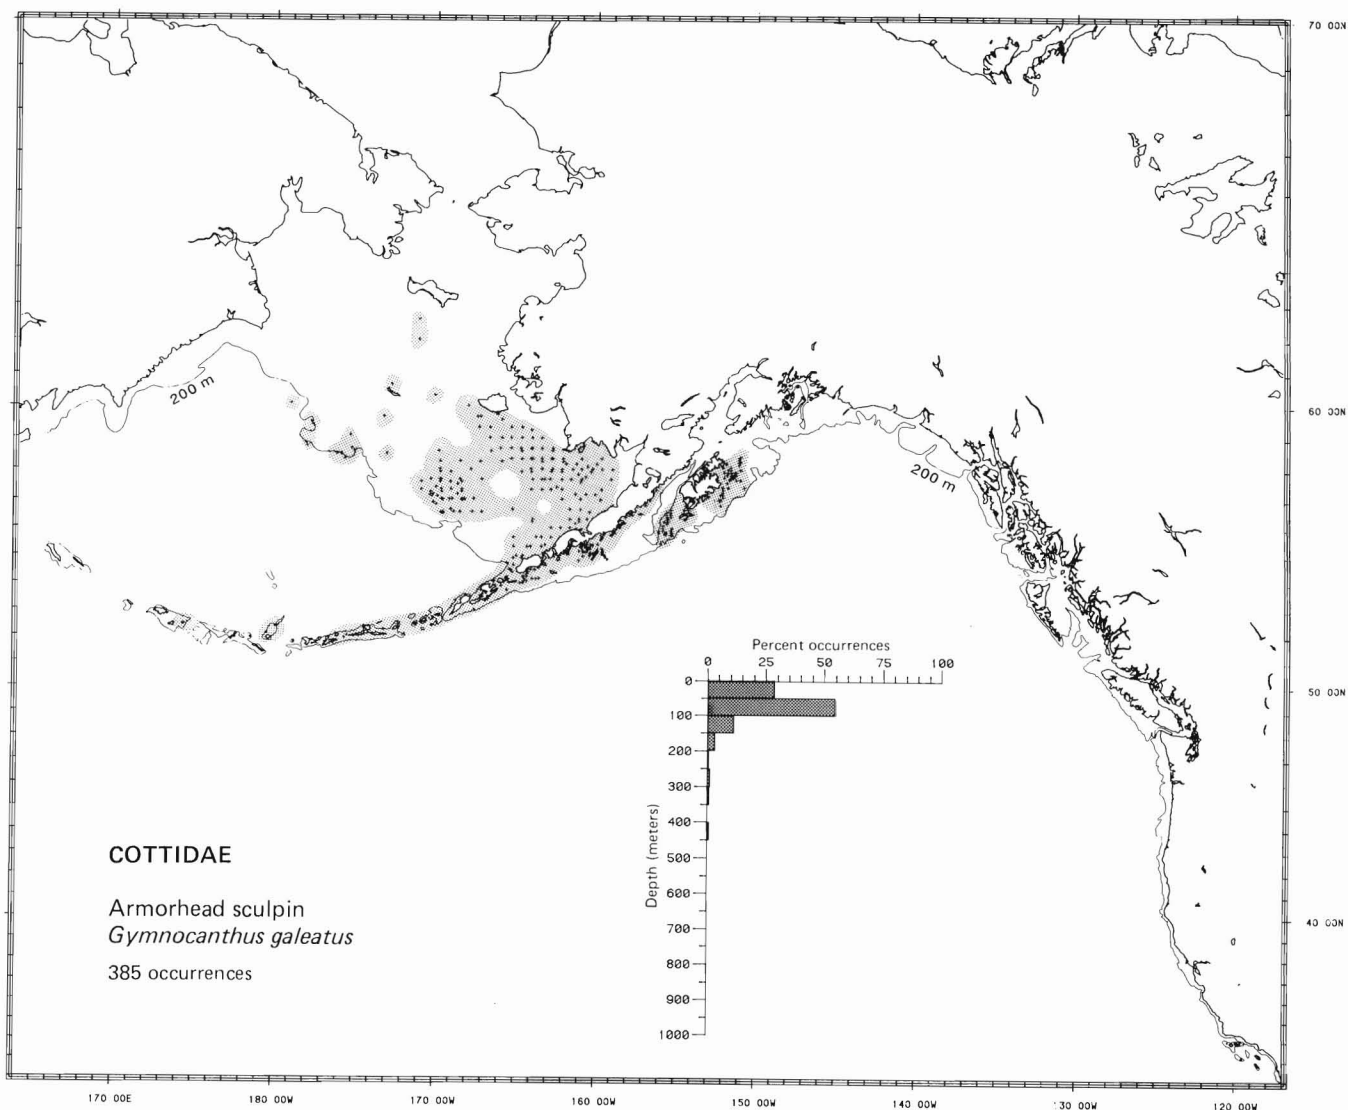 70 00N
200 m
60 00N
200 m
Percent occurrences
0 25 50 75 100
50 00N
0
100
200
300
400
500
600
700
800
900
1000
Depth (meters)
COTTIDAE
Armorhead sculpin
Gymnocanthus galeatus
385 occurrences
40 00N
170 00E 180 00W 170 00W 160 00W 150 00W 140 00W 130 00W 120 00W